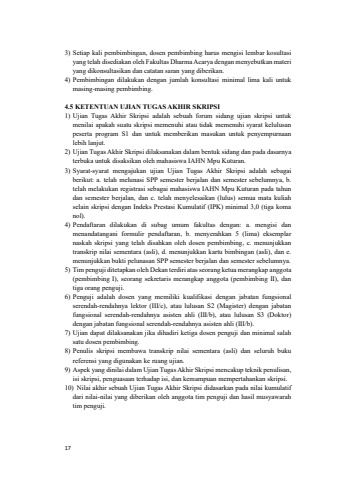 3) Setiap kali pembimbingan, dosen pembimbing harus mengisi lembar kosultasi
yang telah disediakan oleh Fakultas Dharma Acarya dengan menyebutkan materi
yang dikonsultasikan dan catatan saran yang diberikan.
4) Pembimbingan dilakukan dengan jumlah konsultasi minimal lima kali untuk
masing-masing pembimbing.
4.5 KETENTUAN UJIAN TUGAS AKHIR SKRIPSI
1) Ujian Tugas Akhir Skripsi adalah sebuah forum sidang ujian skripsi untuk
menilai apakah suatu skripsi memenuhi atau tidak memenuhi syarat kelulusan
peserta program S1 dan untuk memberikan masukan untuk penyempurnaan
lebih lanjut.
2) Ujian Tugas Akhir Skripsi dilaksanakan dalam bentuk sidang dan pada dasarnya
terbuka untuk disaksikan oleh mahasiswa IAHN Mpu Kuturan.
3) Syarat-syarat mengajukan ujian Ujian Tugas Akhir Skripsi adalah sebagai
berikut: a. telah melunasi SPP semester berjalan dan semester sebelumnya, b.
telah melakukan registrasi sebagai mahasiswa IAHN Mpu Kuturan pada tahun
dan semester berjalan, dan c. telah menyelesaikan (lulus) semua mata kuliah
selain skripsi dengan Indeks Prestasi Kumulatif (IPK) minimal 3,0 (tiga koma
nol).
4) Pendaftaran dilakukan di subag umum fakultas dengan: a. mengisi dan
menandatangani formulir pendaftaran, b. menyerahkan 5 (lima) eksemplar
naskah skripsi yang telah disahkan oleh dosen pembimbing, c. menunjukkan
transkrip nilai sementara (asli), d. menunjukkan kartu bimbingan (asli), dan e.
menunjukkan bukti pelunasan SPP semester berjalan dan semester sebelumnya.
5) Tim penguji ditetapkan oleh Dekan terdiri atas seorang ketua merangkap anggota
(pembimbing I), seorang sekretaris merangkap anggota (pembimbing II), dan
tiga orang penguji.
6) Penguji adalah dosen yang memiliki kualifikasi dengan jabatan fungsional
serendah-rendahnya lektor (III/c), atau lulusan S2 (Magister) dengan jabatan
fungsional serendah-rendahnya asisten ahli (III/b), atau lulusan S3 (Doktor)
dengan jabatan fungsional serendah-rendahnya asisten ahli (III/b).
7) Ujian dapat dilaksanakan jika dihadiri ketiga dosen penguji dan minimal salah
satu dosen pembimbing.
8) Penulis skripsi membawa transkrip nilai sementara (asli) dan seluruh buku
referensi yang digunakan ke ruang ujian.
9) Aspek yang dinilai dalam Ujian Tugas Akhir Skripsi mencakup teknik penulisan,
isi skripsi, penguasaan terhadap isi, dan kemampuan mempertahankan skripsi.
10) Nilai akhir sebuah Ujian Tugas Akhir Skripsi didasarkan pada nilai kumulatif
dari nilai-nilai yang diberikan oleh anggota tim penguji dan hasil musyawarah
tim penguji.
17